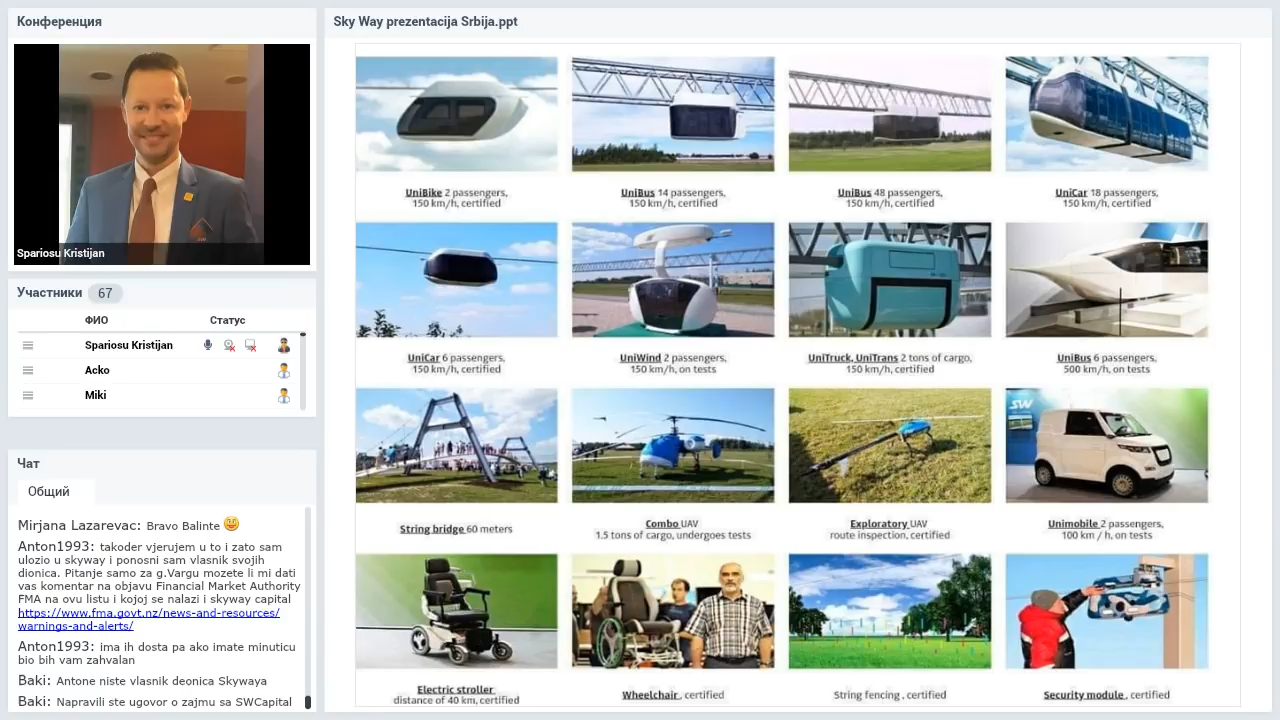 Конференция
Spariosu Kristijan
Участники 67
ФИО Статус
Spariosu Kristijan
Acko
Miki
Чат
Общий
Mirjana Lazarevac: Bravo Balinte
Anton1993: takoder vjerujem u to i zato sam
ulozio u skyway i ponosni sam vlasnik svojih
dionica. Pitanje samo za g.Vargu mozete li mi dati
vas komentar na objavu Financial Market Authority
FMA na ovu listu i kojoj se nalazi i skyway capital
https://www.fma.govt.nz/news-and-resources/
warnings-and-alerts/
Anton1993: ima ih dosta pa ako imate minuticu
bio bih vam zahvalan
Baki: Antone niste vlasnik deonica Skywaya
Baki: Napravili ste ugovor o zajmu sa SWCapital
Sky Way prezentacija Srbija.ppt
UniBike 2 passengers,
150 km/h, certified
UniBus 14 passengers,
150 km/h, certified
UniBus 48 passengers,
150 km/h, certified
UniCar 18 passengers,
150 km/h, certified
UniCar 6 passengers,
150 km/h, certified
UniWind 2 passengers,
150 km/h, on tests
UniTruck, UniTrans 2 tons of cargo,
150 km/h, certified
UniBus 6 passengers,
500 km/h, on tests
SW
String bridge 60 meters
Combo UAV
1.5 tons of cargo, undergoes tests
Exploratory UAV
route inspection, certified
Unimobile 2 passengers,
100 km / h, on tests
Electric stroller
distance of 40 km, certified
Wheelchair , certified
String fencing , certified
Security module , certified